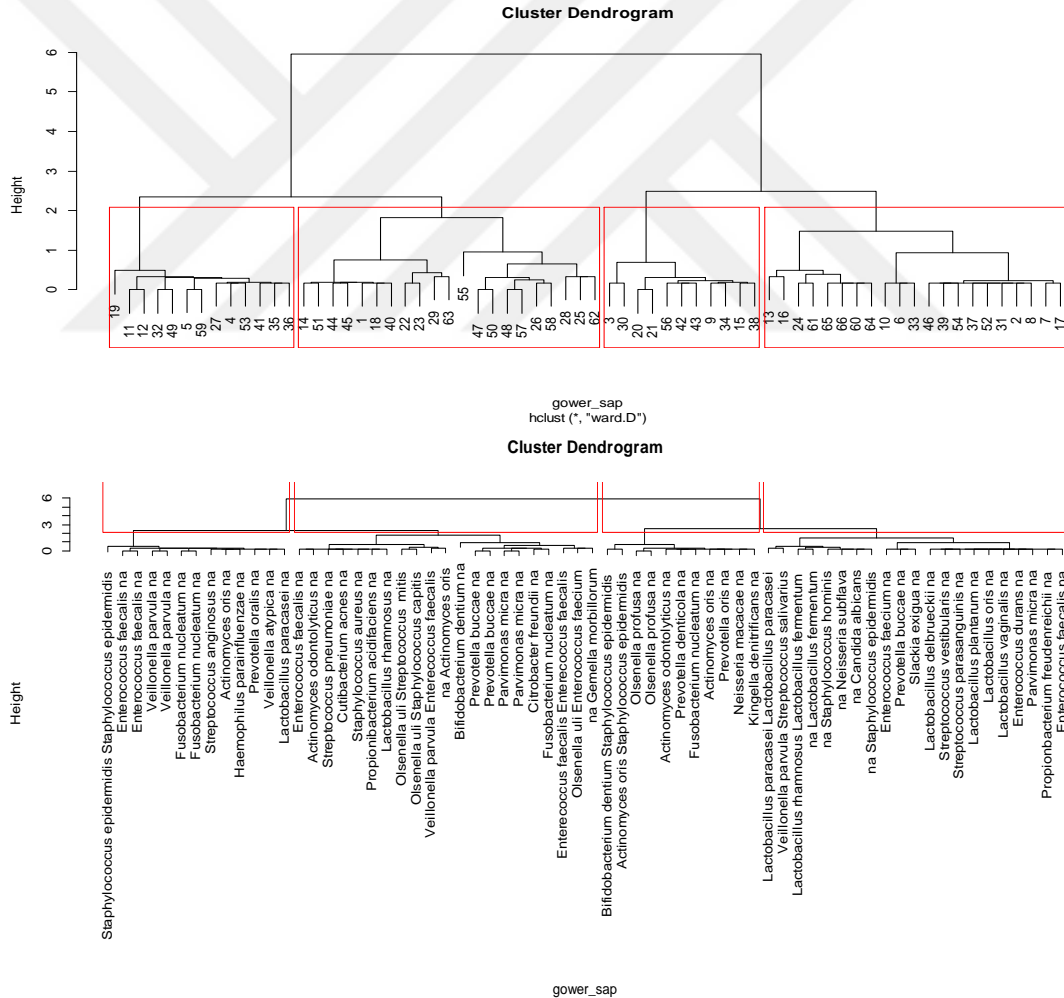 Cluster Dendrogram
Height
6
5
4
3
2
1
0
19 11 12 32 49 5 59 27 4 53 41 35 36 14 51 44 45 1 18 40 22 23 29 63 55 47 50 48 57 26 58 28 25 62 3 30 20 21 56 42 43 9 34 15 38 13 16 24 61 65 66 60 64 10 6 33 46 39 54 37 52 31 2 8 7 17
gower_sap
hclust (*, "ward.D")
Cluster Dendrogram
Height
6
3
0
Staphylococcus epidermidis Staphylococcus epidermidis
Enterococcus faecalis na
Enterococcus faecalis na
Veillonella parvula na
Veillonella parvula na
Fusobacterium nucleatum na
Fusobacterium nucleatum na
Streptococcus anginosus na
Actinomyces oris na
Haemophilus parainfluenzae na
Prevotella oralis na
Veillonella atypica na
Lactobacillus paracasei na
Enterococcus faecalis na
Actinomyces odontolyticus na
Streptococcus pneumoniae na
Cutibacterium acnes na
Staphylococcus aureus na
Propionibacterium acidifaciens na
Lactobacillus rhamnosus na
Olsenella uli Streptococcus mitis
Olsenella uli Staphylococcus capitis
Veillonella parvula Enterococcus faecalis
na Actinomyces oris
Bifidobacterium dentium na
Prevotella buccae na
Prevotella buccae na
Parvimonas micra na
Parvimonas micra na
Citrobacter freundii na
Fusobacterium nucleatum na
Enterecoccus faecalis Enterococcus faecalis
Olsenella uli Enterococcus faecium
na Gemella morbillorum
Bifidobacterium dentium Staphylococcus epidermidis
Actinomyces oris Staphylococcus epidermidis
Olsenella profusa na
Olsenella profusa na
Actinomyces odontolyticus na
Prevotella denticola na
Fusobacterium nucleatum na
Actinomyces oris na
Prevotella oris na
Neisseria macacae na
Kingella denitrificans na
Lactobacillus paracasei Lactobacillus paracasei
Veillonella parvula Streptococcus salivarius
Lactobacillus rhamnosus Lactobacillus fermentum
na Lactobacillus fermentum
na Staphylococcus hominis
na Neisseria subflava
na Candida albicans
na Staphylococcus epidermidis
Enterococcus faecium na
Prevotella buccae na
Slackia exigua na
Lactobacillus delbrueckii na
Streptococcus vestibularis na
Streptococcus parasanguinis na
Lactobacillus plantarum na
Lactobacillus oris na
Lactobacillus vaginalis na
Enterococcus durans na
Parvimonas micra na
Propionbacterium freudenreichii na
Enterococcus faecalis na
gower_sap